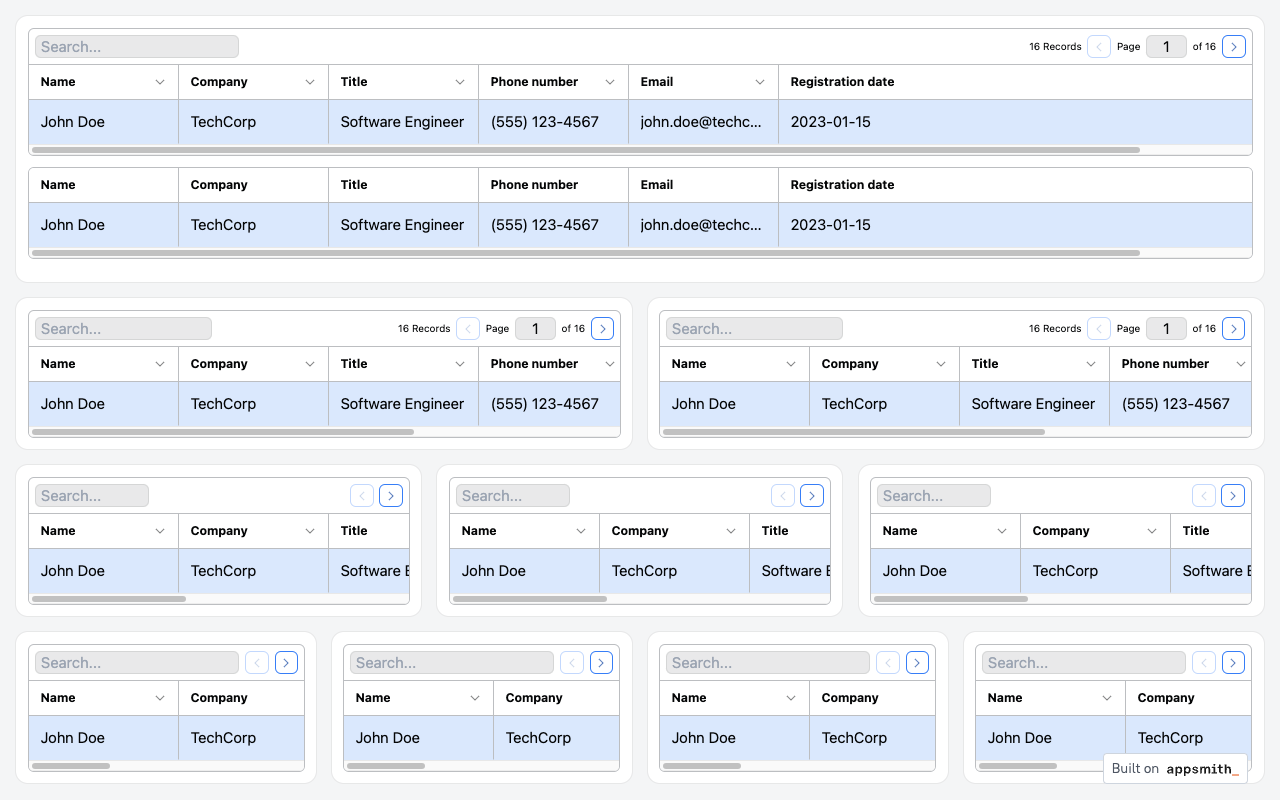 Search... 16 Records Page 1 of 16
Name Company Title Phone number Email Registration date
John Doe TechCorp Software Engineer (555) 123-4567 john.doe@techc... 2023-01-15
Name Company Title Phone number Email Registration date
John Doe TechCorp Software Engineer (555) 123-4567 john.doe@techc... 2023-01-15
Search... 16 Records Page 1 of 16
Name Company Title Phone number
John Doe TechCorp Software Engineer (555) 123-4567
Search... 16 Records Page 1 of 16
Name Company Title Phone number
John Doe TechCorp Software Engineer (555) 123-4567
Search...
Name Company Title
John Doe TechCorp Software E
Search...
Name Company Title
John Doe TechCorp Software E
Search...
Name Company Title
John Doe TechCorp Software E
Search...
Name Company
John Doe TechCorp
Search...
Name Company
John Doe TechCorp
Search...
Name Company
John Doe TechCorp
Search...
Name Company
John Doe TechCorp
Built on appsmith_